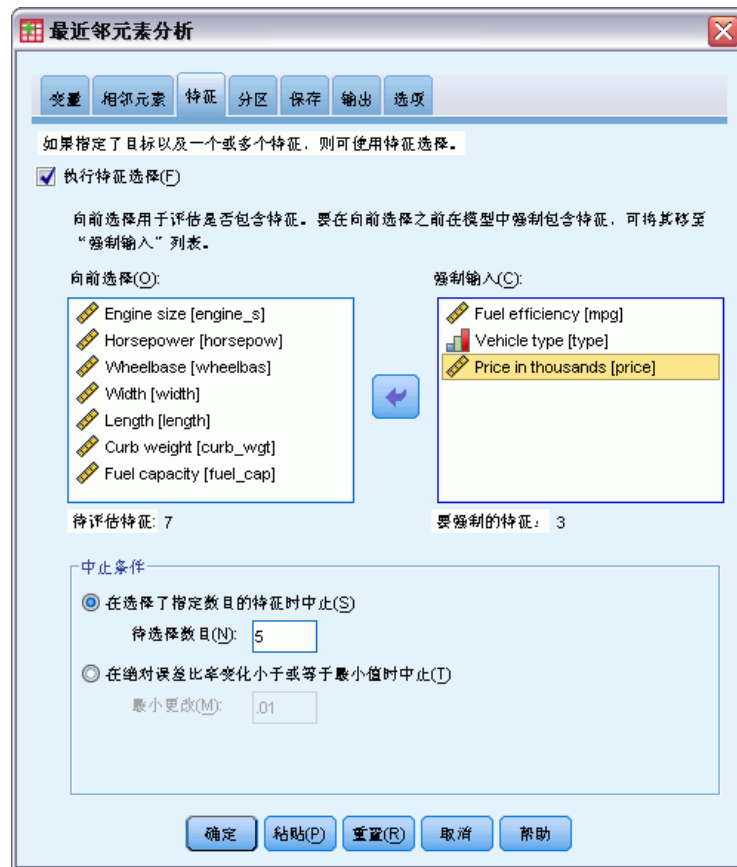 最近邻元素分析
变量 相邻元素 特征 分区 保存 输出 选项
如果指定了目标以及一个或多个特征，则可使用特征选择。
执行特征选择(F)
向前选择用于评估是否包含特征。要在向前选择之前在模型中强制包含特征，可将其移至
“强制输入”列表。
向前选择(O):
Engine size [engine_s]
Horsepower [horsepow]
Wheelbase [wheelbas]
Width [width]
Length [length]
Curb weight [curb_wgt]
Fuel capacity [fuel_cap]
待评估特征: 7
强制输入(C):
Fuel efficiency [mpg]
Vehicle type [type]
Price in thousands [price]
要强制的特征： 3
中止条件
在选择了指定数目的特征时中止(S)
待选择数目(N): 5
在绝对误差比率变化小于或等于最小值时中止(T)
最小更改(M): .01
确定 粘贴(P) 重置(R) 取消 帮助